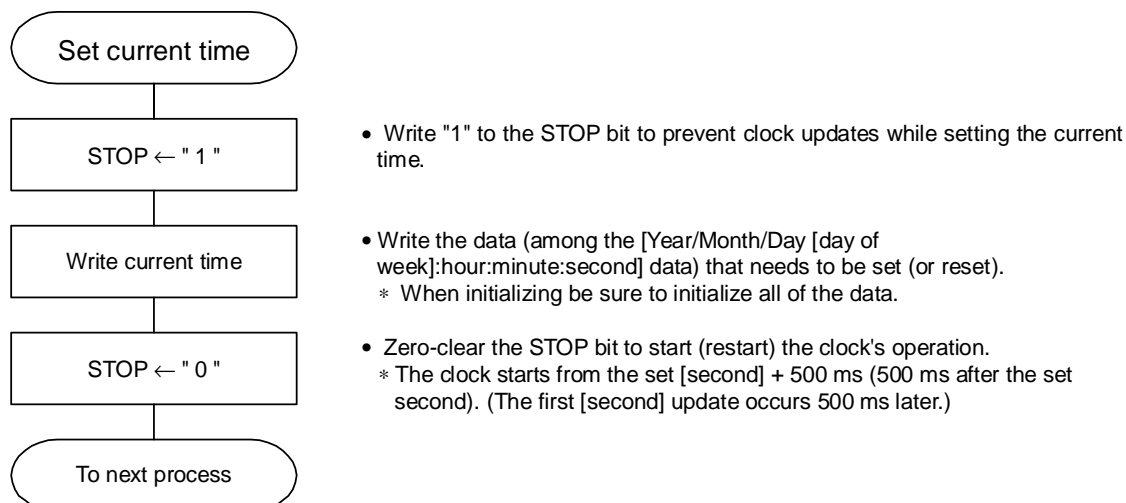 Set current time
STOP ← " 1 "
• Write "1" to the STOP bit to prevent clock updates while setting the current
time.
Write current time
• Write the data (among the [Year/Month/Day [day of
week]:hour:minute:second] data) that needs to be set (or reset).
∗ When initializing be sure to initialize all of the data.
STOP ← " 0 "
• Zero-clear the STOP bit to start (restart) the clock's operation.
∗ The clock starts from the set [second] + 500 ms (500 ms after the set
second). (The first [second] update occurs 500 ms later.)
To next process